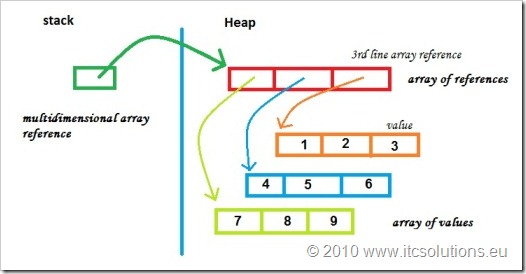 stack
Heap
3rd line array reference
array of references
multidimensional array
reference
value
1 2 3
4 5 6
7 8 9
array of values
© 2010 www.itcsolutions.eu